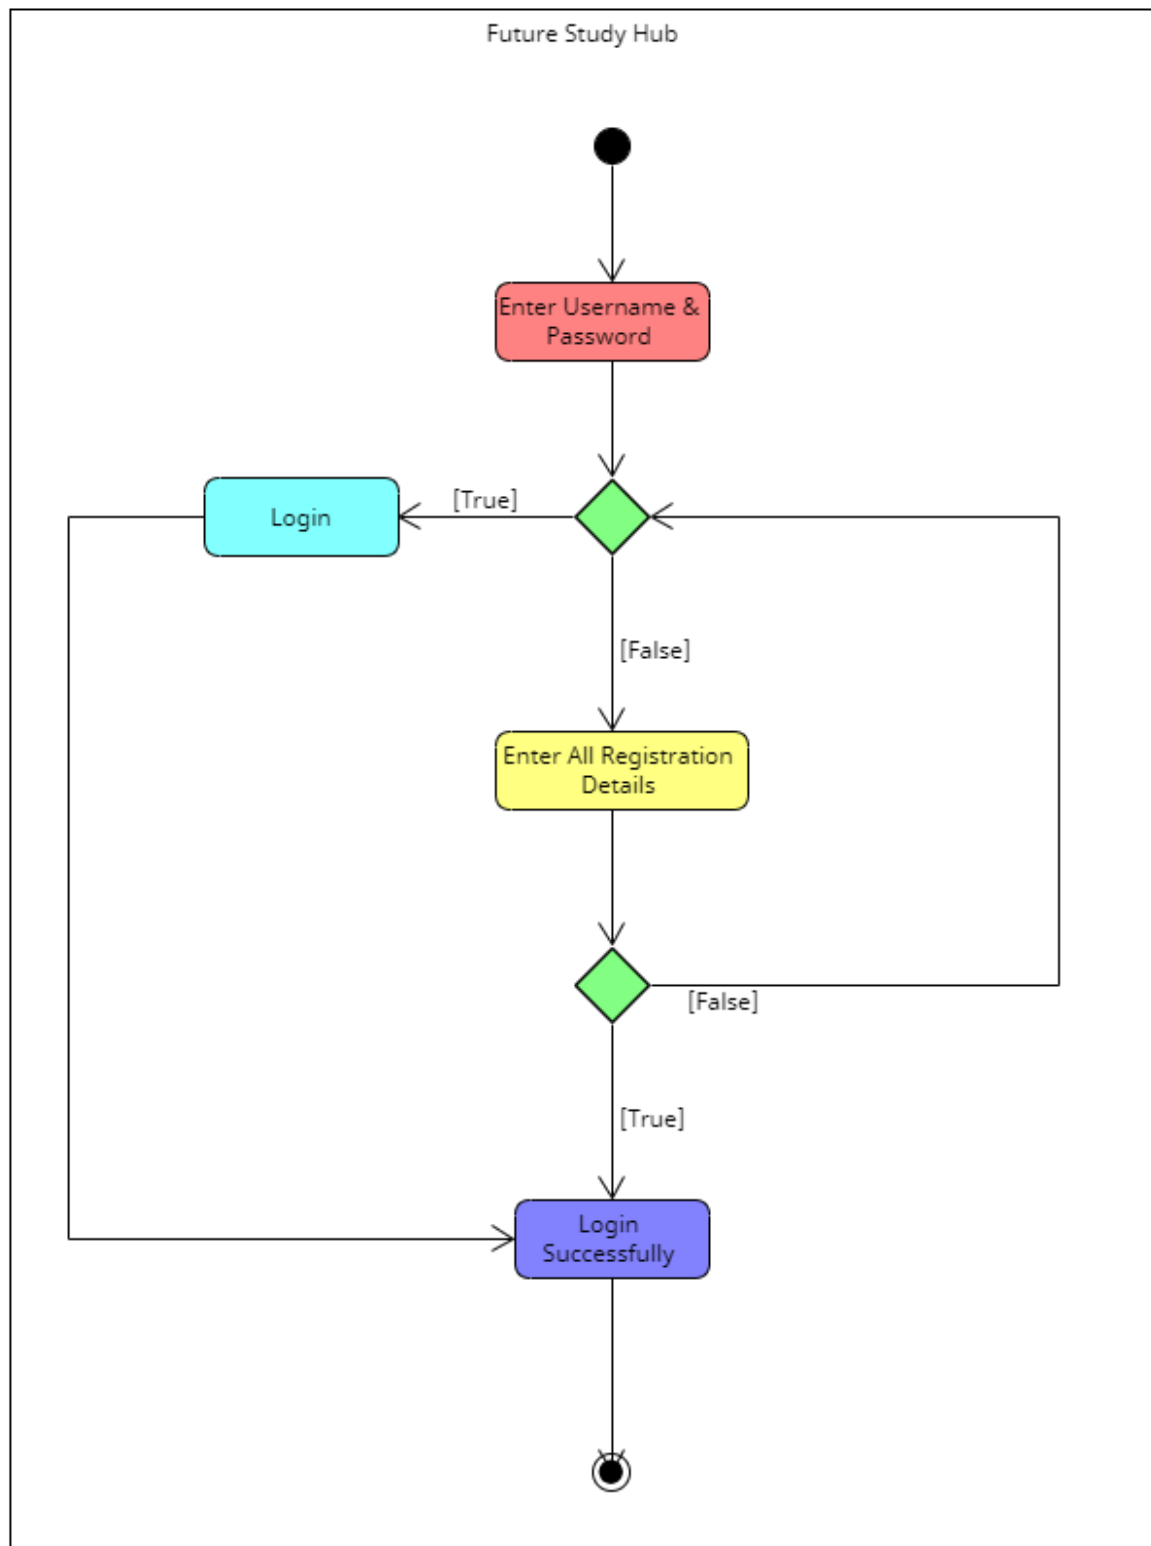 Future Study Hub
Enter Username &
Password
[True]
Login
[False]
Enter All Registration
Details
[False]
[True]
Login
Successfully